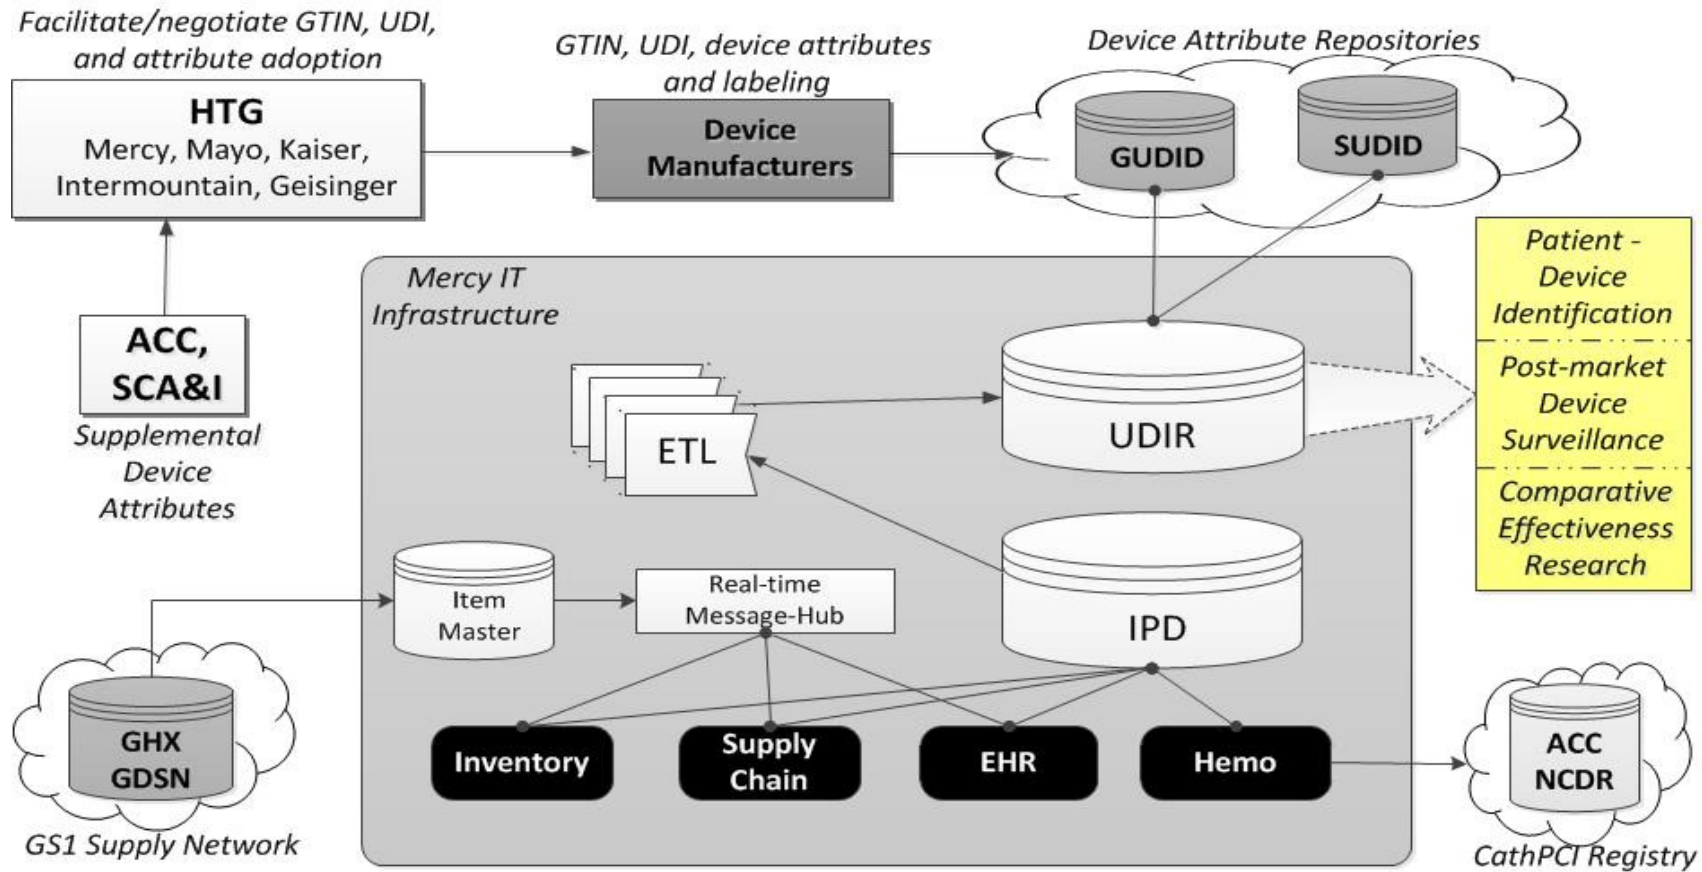 Facilitate/negotiate GTIN, UDI,
and attribute adoption
HTG
Mercy, Mayo, Kaiser,
Intermountain, Geisinger
GTIN, UDI, device attributes
and labeling
Device
Manufacturers
Device Attribute Repositories
GUDID
SUDID
ACC,
SCA&I
Supplemental
Device
Attributes
Mercy IT
Infrastructure
ETL
UDIR
Patient -
Device
Identification
Post-market
Device
Surveillance
Comparative
Effectiveness
Research
Item
Master
Real-time
Message-Hub
IPD
GHX
GDSN
GS1 Supply Network
Inventory
Supply
Chain
EHR
Hemo
ACC
NCDR
CathPCI Registry